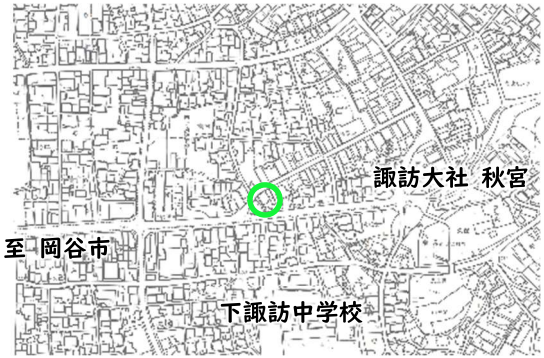 諏訪大社 秋宮
至 岡谷市
下諏訪中学校